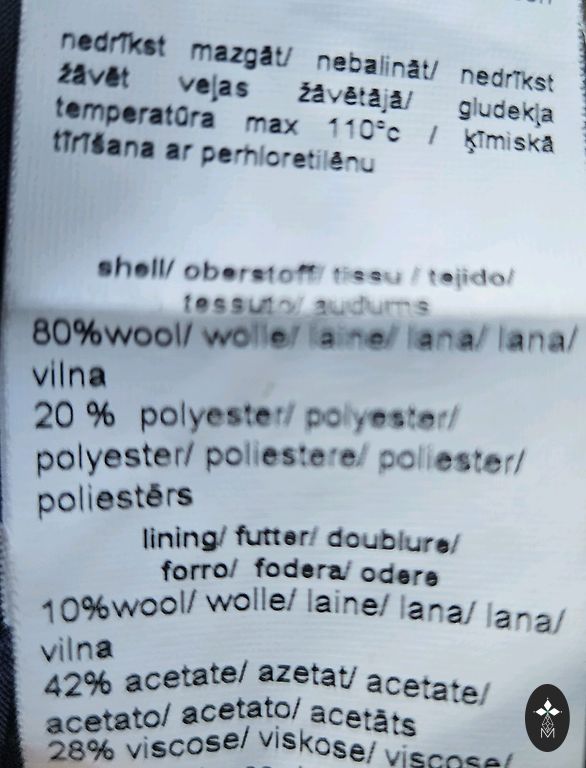 nedrīkst mazgāt/ nebalināt/ nedrīkst
žāvēt veļas žāvētājā/ gludekļa
temperatūra max 110°c / ķīmiskā
tīrīšana ar perhloretilēnu
shell/ oberstoff/ tissu / tejido/
tessuto/ audums
80%wool/ wolle/ laine/ lana/ lana/
vilna
20 % polyester/ polyester/
polyester/ poliestere/ poliester/
poliestērs
lining/ futter/ doublure/
forro/ fodera/ odere
10%wool/ wolle/ laine/ lana/ lana/
vilna
42% acetate/ azetat/ acetate/
acetato/ acetato/ acetāts
28% viscose/ viskose/ viscose/
M